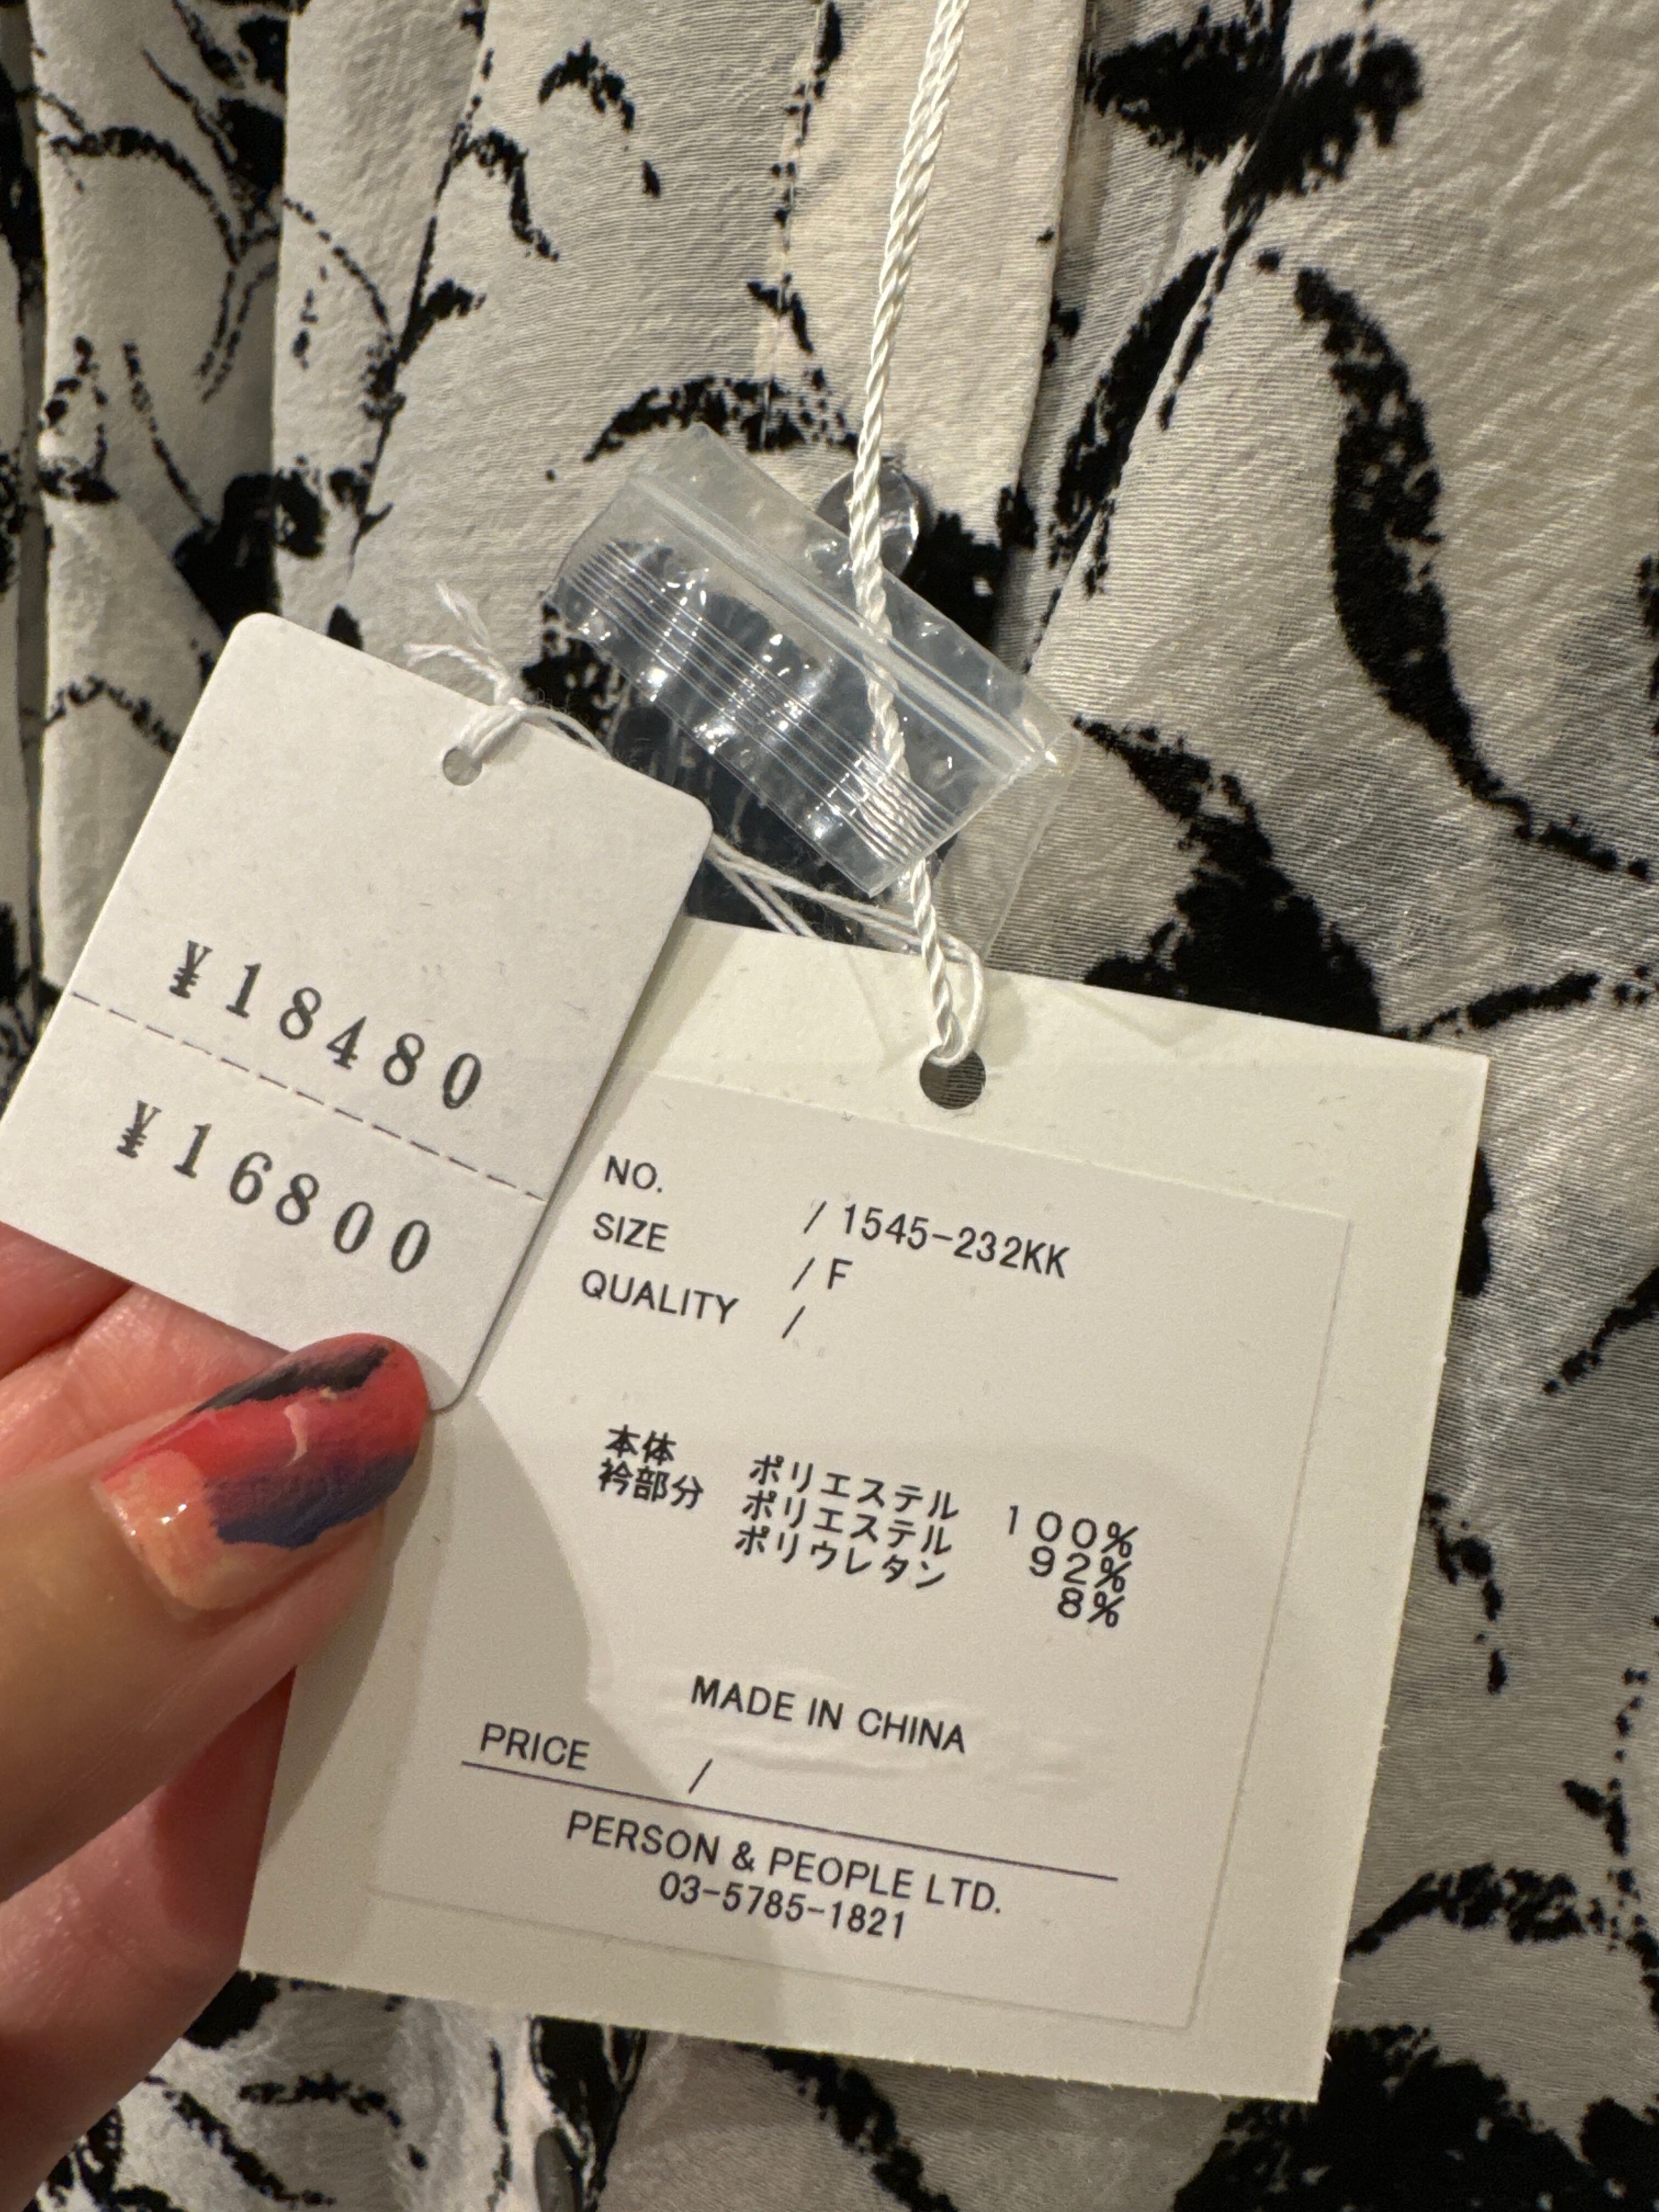 ¥18480
¥16800
NO. / 1545-232KK
SIZE / F
QUALITY /
本体 ポリエステル 100%
衿部分 ポリエステル 92%
ポリウレタン 8%
MADE IN CHINA
PRICE /
PERSON & PEOPLE LTD.
03-5785-1821